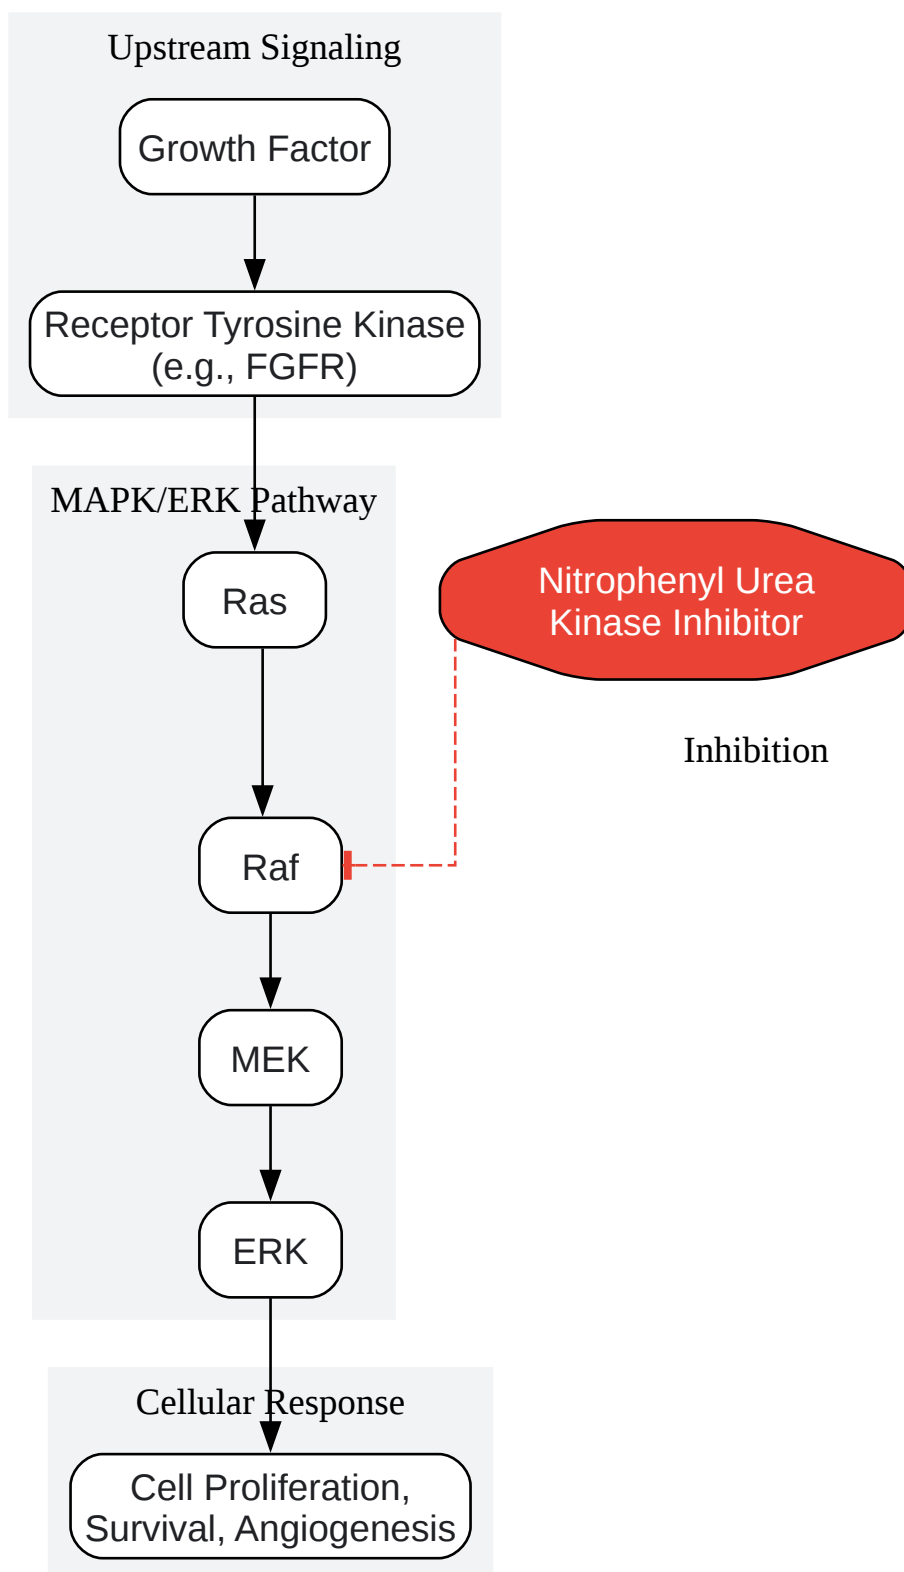 Upstream Signaling
Growth Factor
Receptor Tyrosine Kinase
(e.g., FGFR)
MAPK/ERK Pathway
Ras
Nitrophenyl Urea
Kinase Inhibitor
Inhibition
Raf
MEK
ERK
Cellular Response
Cell Proliferation,
Survival, Angiogenesis